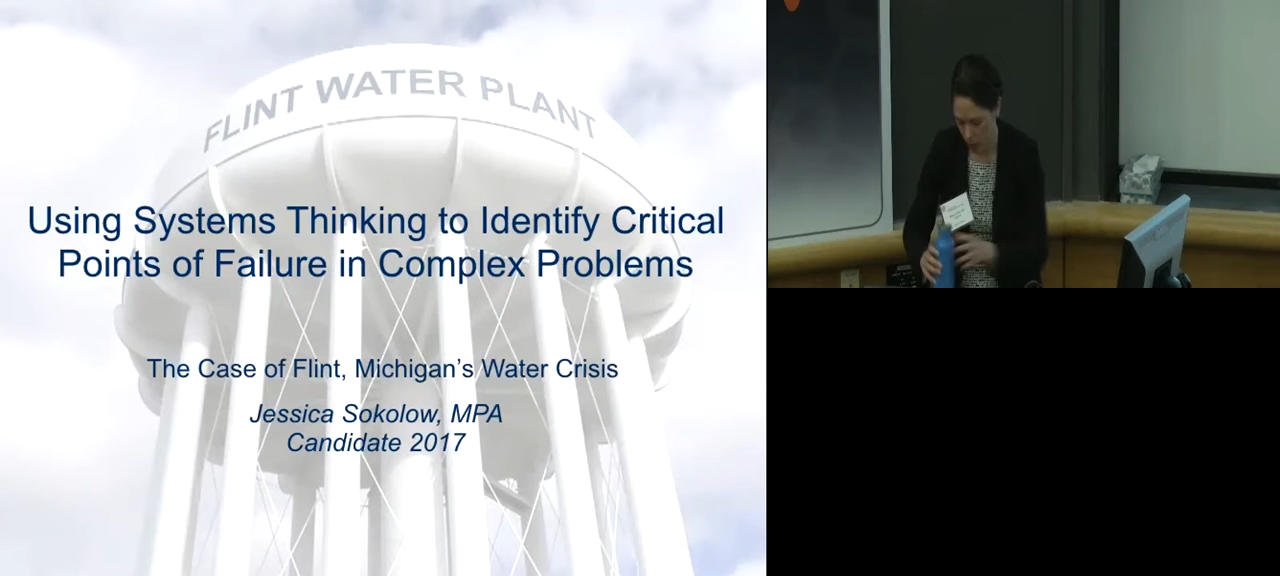 FLINT WATER PLANT
Using Systems Thinking to Identify Critical
Points of Failure in Complex Problems
The Case of Flint, Michigan's Water Crisis
Jessica Sokolow, MPA
Candidate 2017